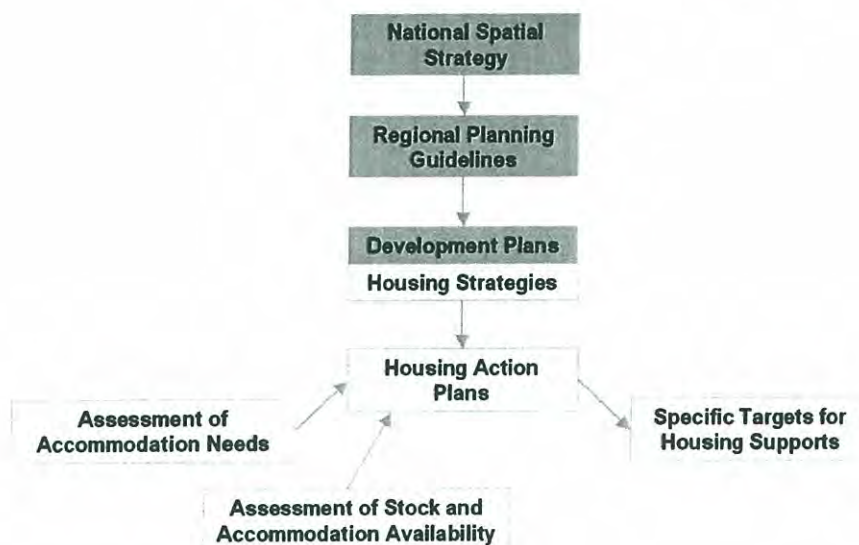 National Spatial
Strategy
Regional Planning
Guidelines
Development Plans
Housing Strategies
Housing Action
Plans
Assessment of
Accommodation Needs
Specific Targets for
Housing Supports
Assessment of Stock and
Accommodation Availability